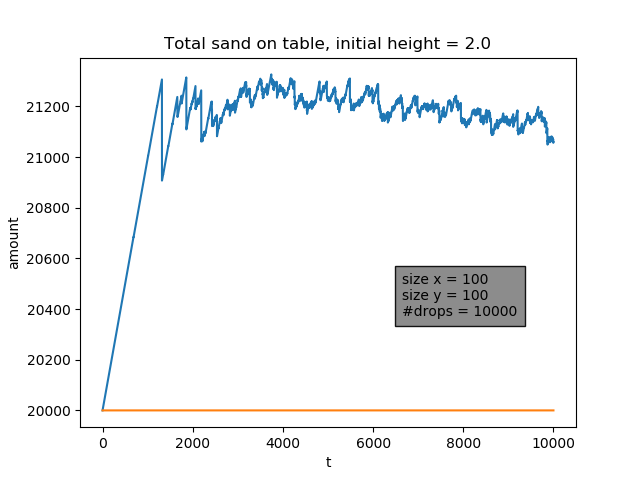 Total sand on table, initial height = 2.0
amount
21200
21000
20800
20600
20400
20200
20000
size x = 100
size y = 100
#drops = 10000
0
2000
4000
6000
8000
10000
t